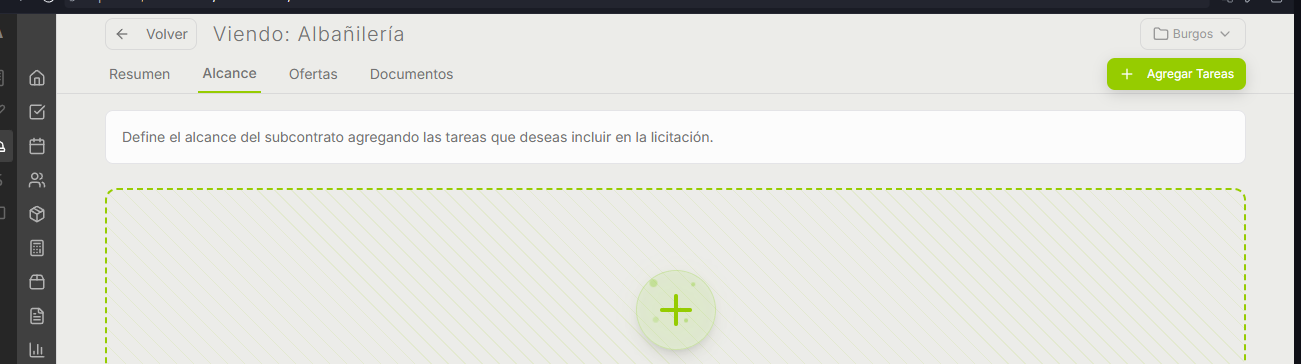 Volver
Viendo: Albañilería
Burgos
Resumen
Alcance
Ofertas
Documentos
Agregar Tareas
Define el alcance del subcontrato agregando las tareas que deseas incluir en la licitación.